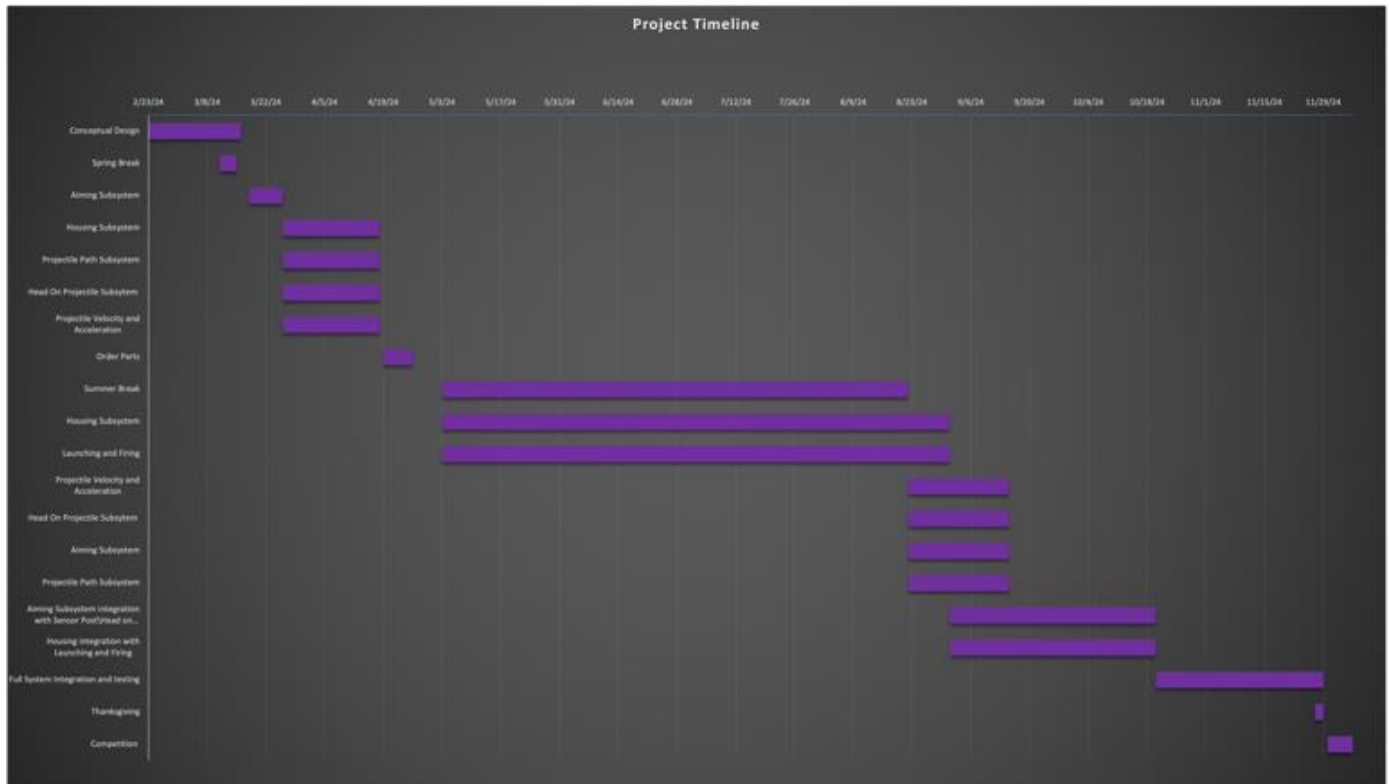 Project Timeline
2/23/24 3/8/24 3/22/24 4/5/24 4/19/24 5/3/24 5/17/24 5/31/24 6/14/24 6/28/24 7/12/24 7/26/24 8/9/24 8/23/24 9/6/24 9/20/24 10/4/24 10/18/24 11/1/24 11/15/24 11/29/24
Conceptual Design
Spring Break
Aiming Subsystem
Housing Subsystem
Projectile Path Subsystem
Head On Projectile Subsytem
Projectile Velocity and
Acceleration
Order Parts
Summer Break
Housing Subsystem
Launching and Firing
Projectile Velocity and
Acceleration
Head On Projectile Subsytem
Aiming Subsystem
Projectile Path Subsystem
Aiming Subsystem integration
with Sensor Post\Head on...
Housing Integration with
Launching and Firing
Full System Integration and testing
Thanksgiving
Competition